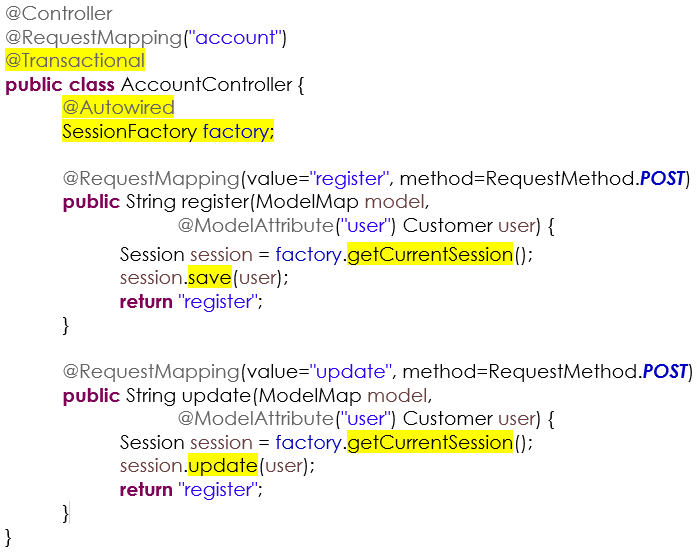 @Controller
@RequestMapping("account")
@Transactional
public class AccountController {
@Autowired
SessionFactory factory;
@RequestMapping(value="register", method=RequestMethod.POST)
public String register(ModelMap model,
@ModelAttribute("user") Customer user) {
Session session = factory.getCurrentSession();
session.save(user);
return "register";
}
@RequestMapping(value="update", method=RequestMethod.POST)
public String update(ModelMap model,
@ModelAttribute("user") Customer user) {
Session session = factory.getCurrentSession();
session.update(user);
return "register";
}
}